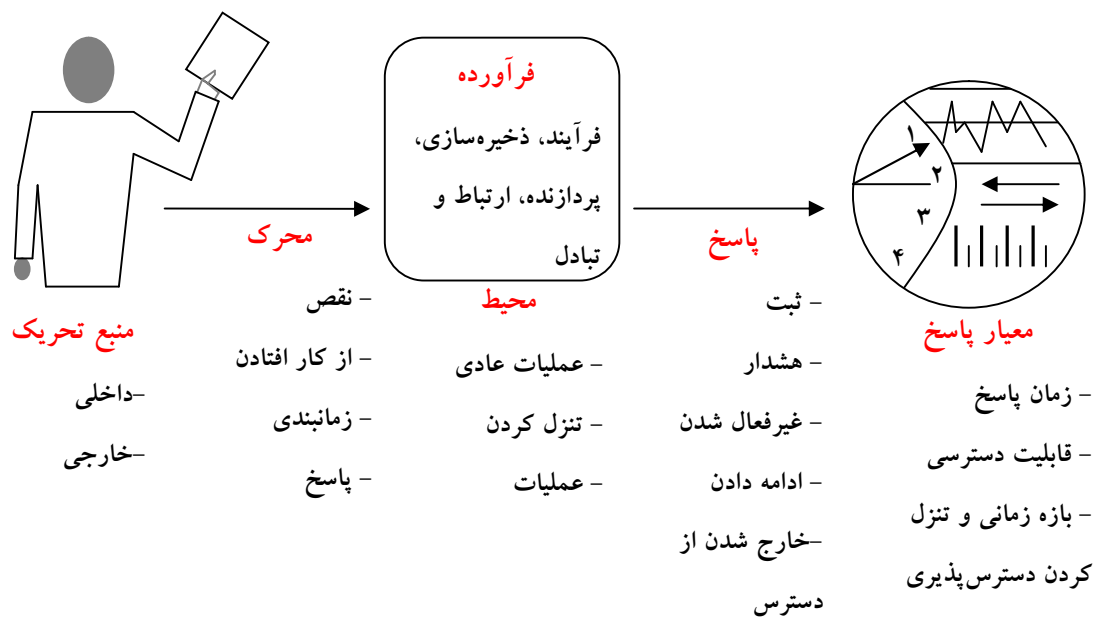 منبع تحریک
-داخلی
-خارجی
محرک
- نقص
- از کار افتادن
- زمانبندی
- پاسخ
فرآورده
فرآیند، ذخیره‌سازی،
پردازنده، ارتباط و
تبادل
محیط
- عملیات عادی
- تنزل کردن
- عملیات
پاسخ
- ثبت
- هشدار
- غیرفعال شدن
- ادامه دادن
-خارج شدن از
دسترس
۱
۲
۳
۴
معیار پاسخ
- زمان پاسخ
- قابلیت دسترسی
- بازه زمانی و تنزل
کردن دسترس‌پذیری